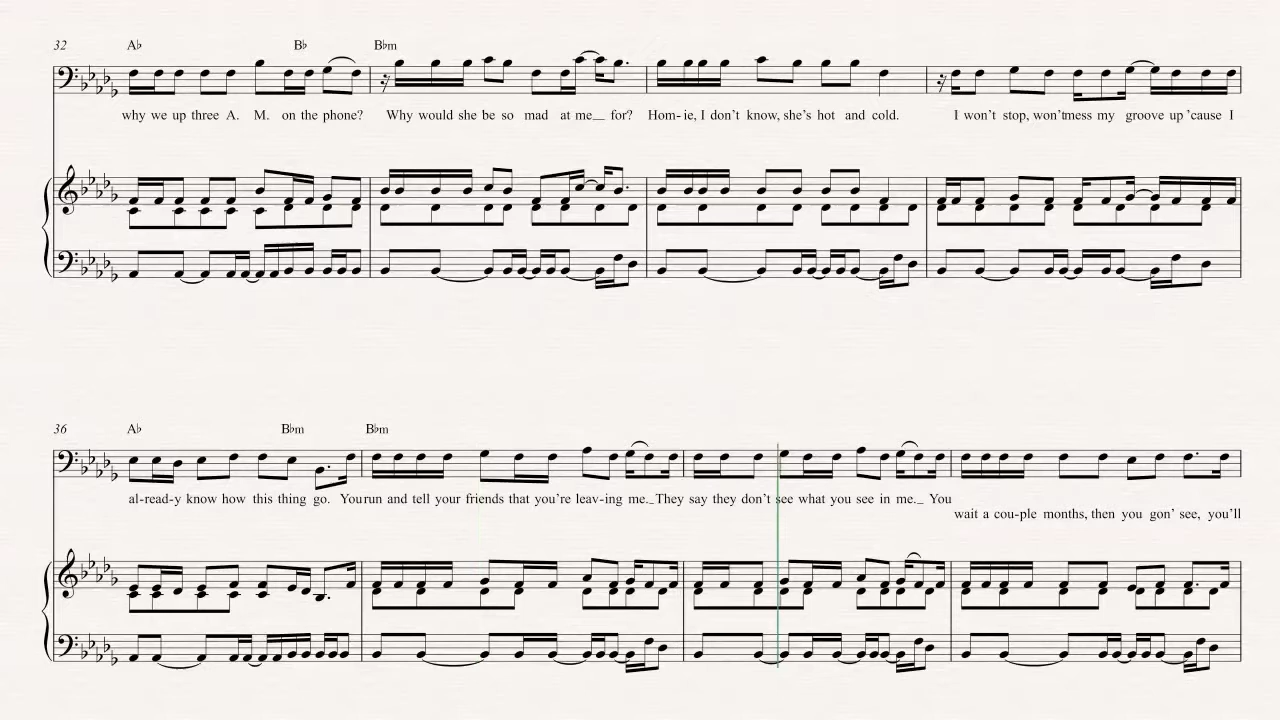 32 A♭ B♭ B♭m
why we up three A. M. on the phone? Why would she be so mad at me__ for? Hom-ie, I don't know, she's hot and cold. I won't stop, won't mess my groove up 'cause I
36 A♭ B♭m B♭m
al-read-y know how this thing go. You run and tell your friends that you're leav-ing me._ They say they don't see what you see in me._ You
wait a cou-ple months, then you gon' see, you'll